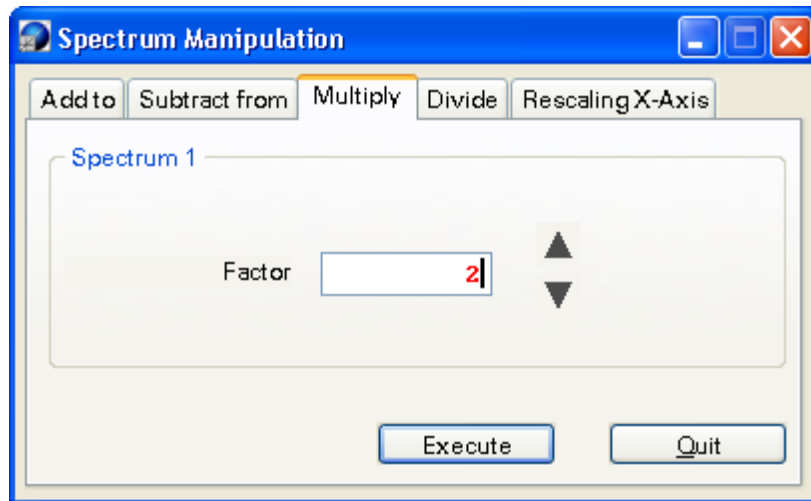 Spectrum Manipulation
Add to Subtract from Multiply Divide Rescaling X-Axis
Spectrum 1
Factor 2
Execute Quit